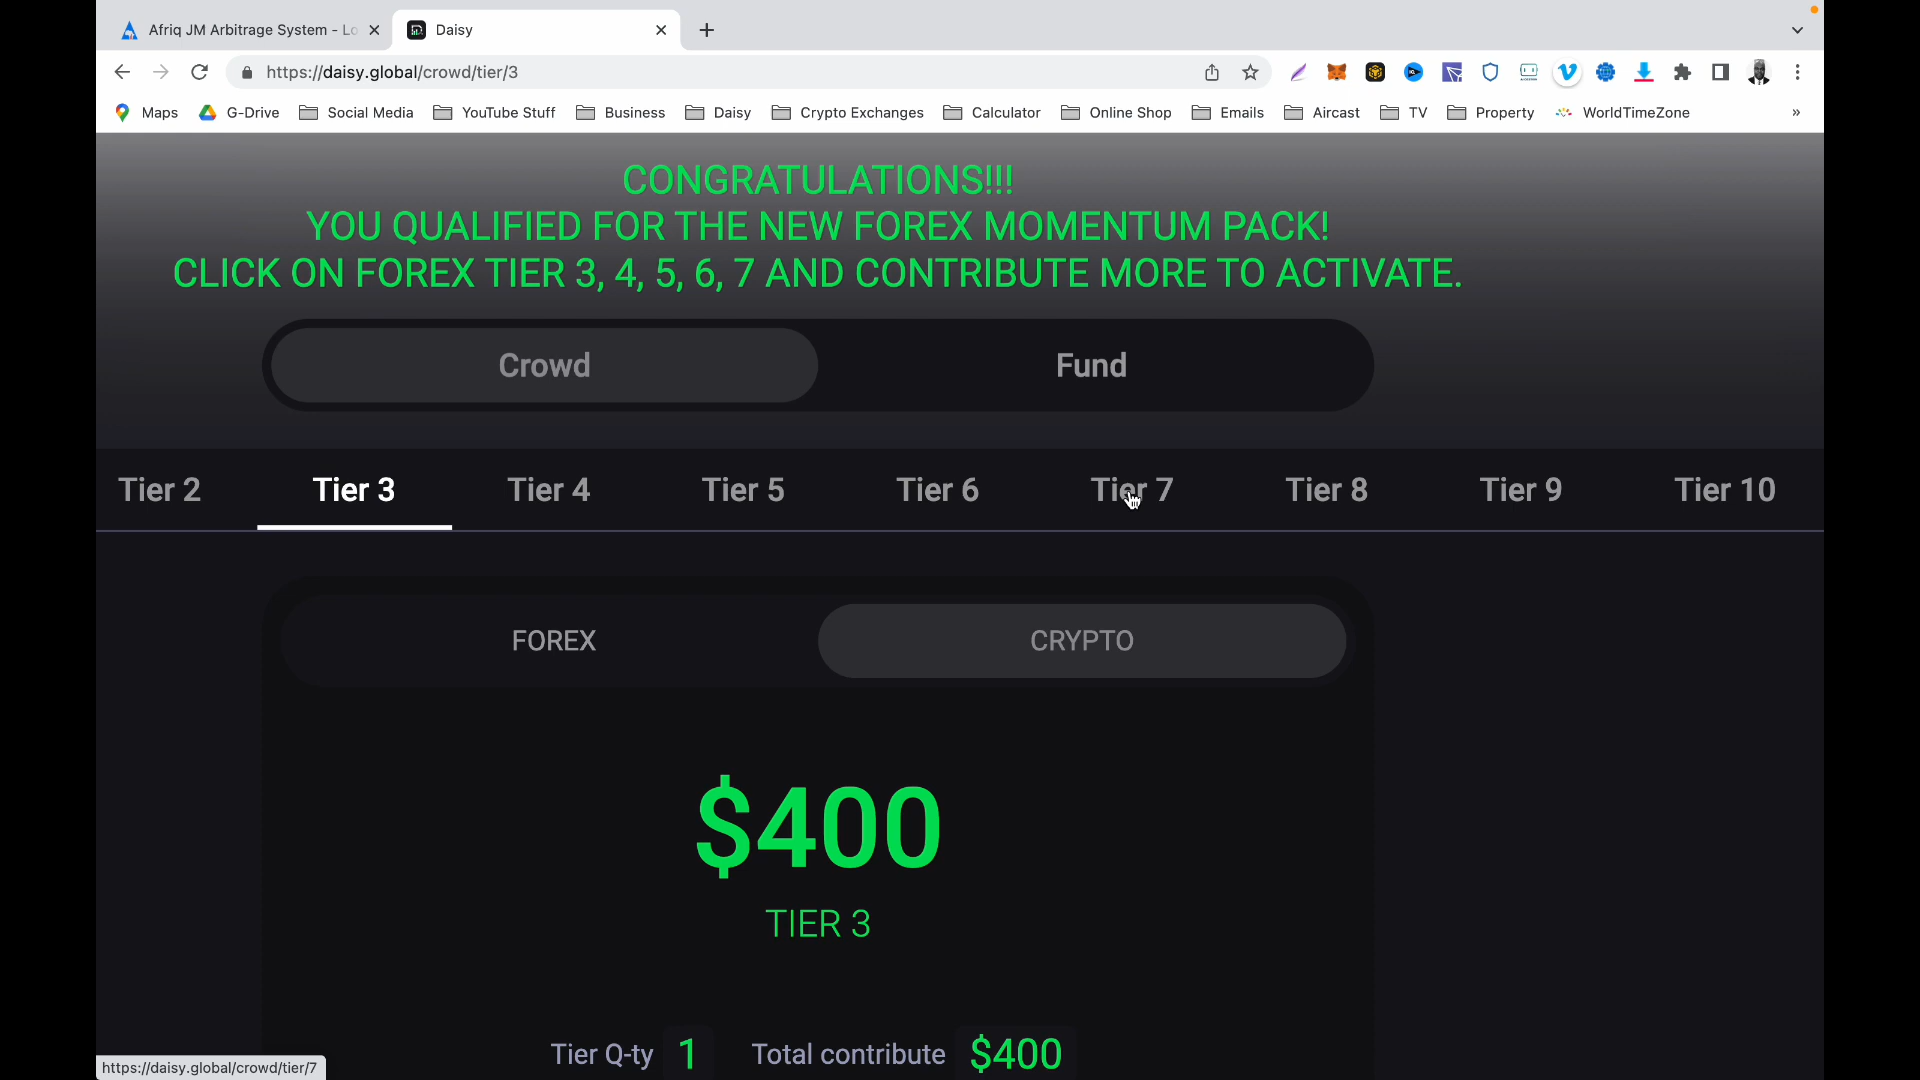 Afriq JM Arbitrage System - Lo
Daisy
https://daisy.global/crowd/tier/3
Maps
G-Drive
Social Media
YouTube Stuff
Business
Daisy
Crypto Exchanges
Calculator
Online Shop
Emails
Aircast
TV
Property
WorldTimeZone
»
CONGRATULATIONS!!!
YOU QUALIFIED FOR THE NEW FOREX MOMENTUM PACK!
CLICK ON FOREX TIER 3, 4, 5, 6, 7 AND CONTRIBUTE MORE TO ACTIVATE.
Crowd
Fund
Tier 2
Tier 3
Tier 4
Tier 5
Tier 6
Tier 7
Tier 8
Tier 9
Tier 10
FOREX
CRYPTO
$400
TIER 3
Tier Q-ty 1 Total contribute $400
https://daisy.global/crowd/tier/7